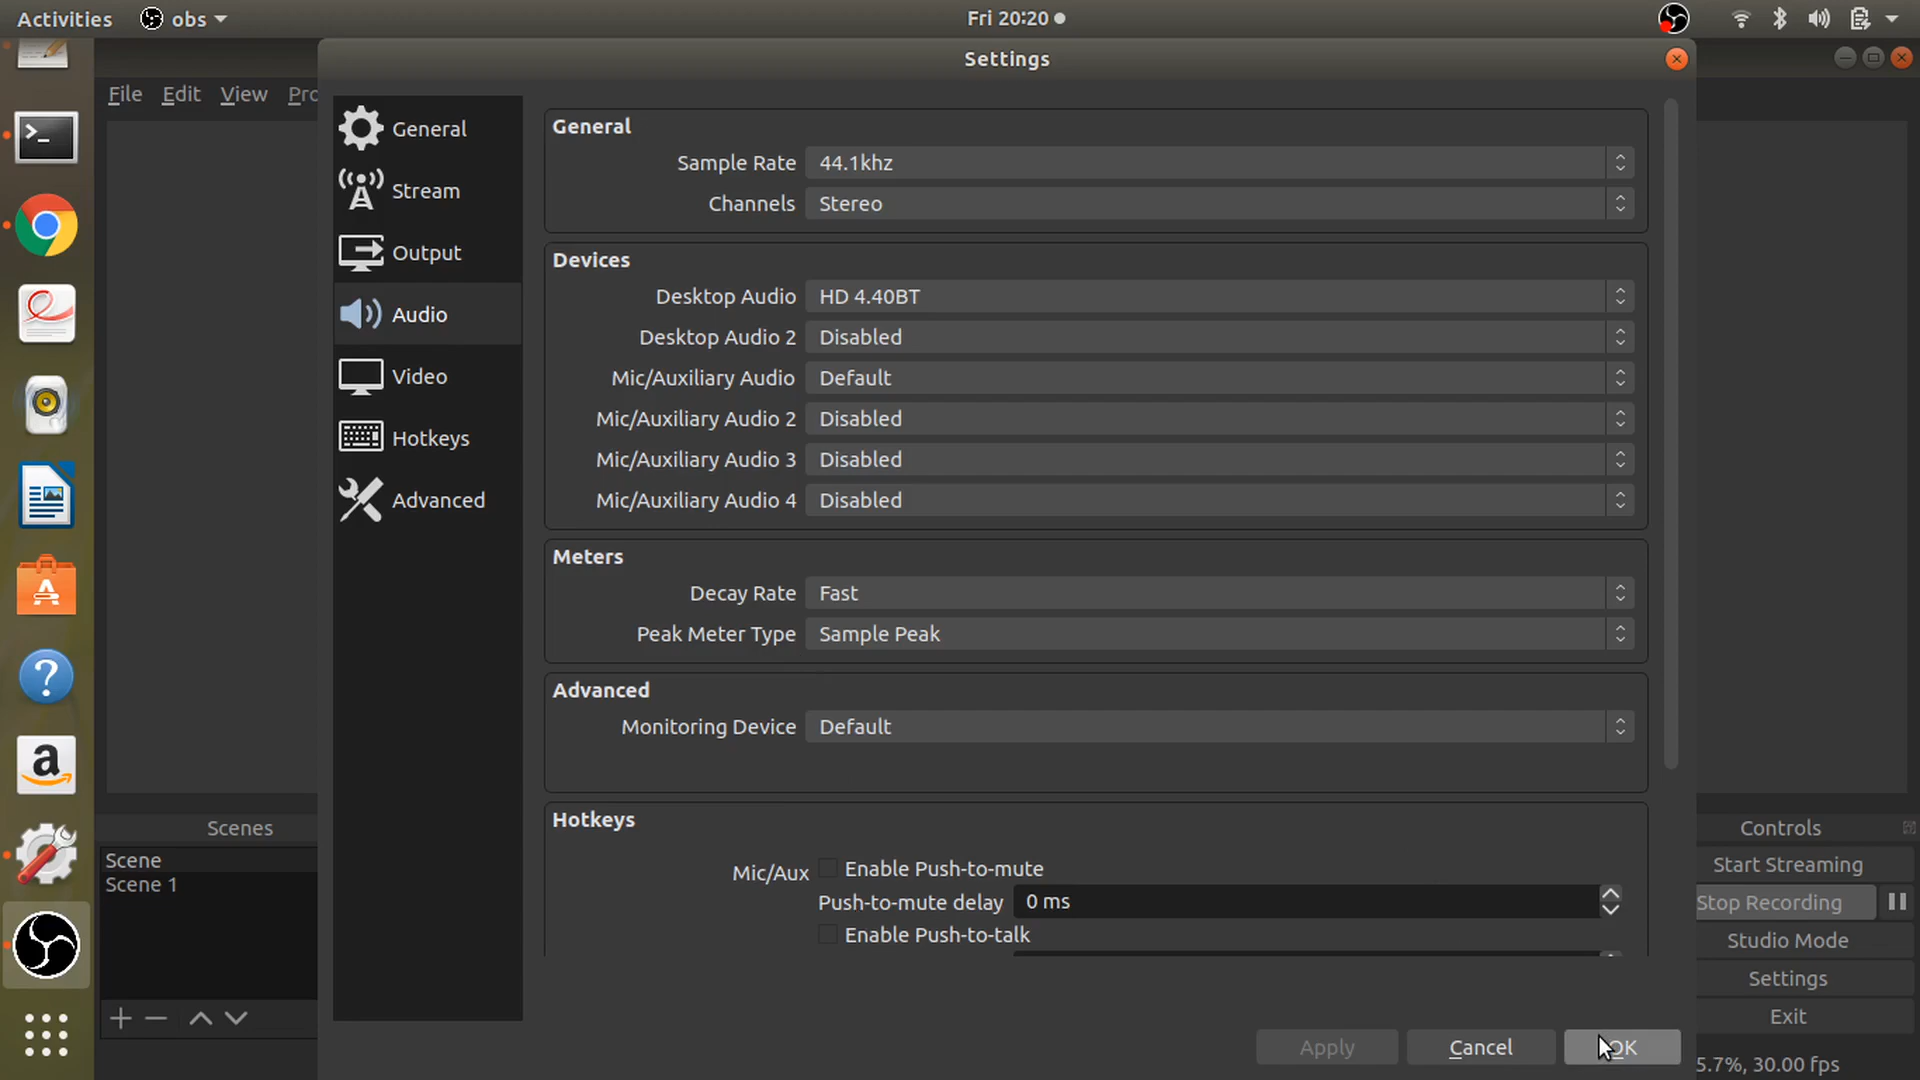 Activities obs Fri 20:20
Settings
File Edit View
General
Stream
Output
Audio
Video
Hotkeys
Advanced
General
Sample Rate 44.1khz
Channels Stereo
Devices
Desktop Audio HD 4.40BT
Desktop Audio 2 Disabled
Mic/Auxiliary Audio Default
Mic/Auxiliary Audio 2 Disabled
Mic/Auxiliary Audio 3 Disabled
Mic/Auxiliary Audio 4 Disabled
Meters
Decay Rate Fast
Peak Meter Type Sample Peak
Advanced
Monitoring Device Default
Hotkeys
Mic/Aux Enable Push-to-mute
Push-to-mute delay 0 ms
Enable Push-to-talk
Apply Cancel OK
Scenes
Scene
Scene 1
Controls
Start Streaming
Stop Recording
Studio Mode
Settings
Exit
5.7%, 30.00 fps